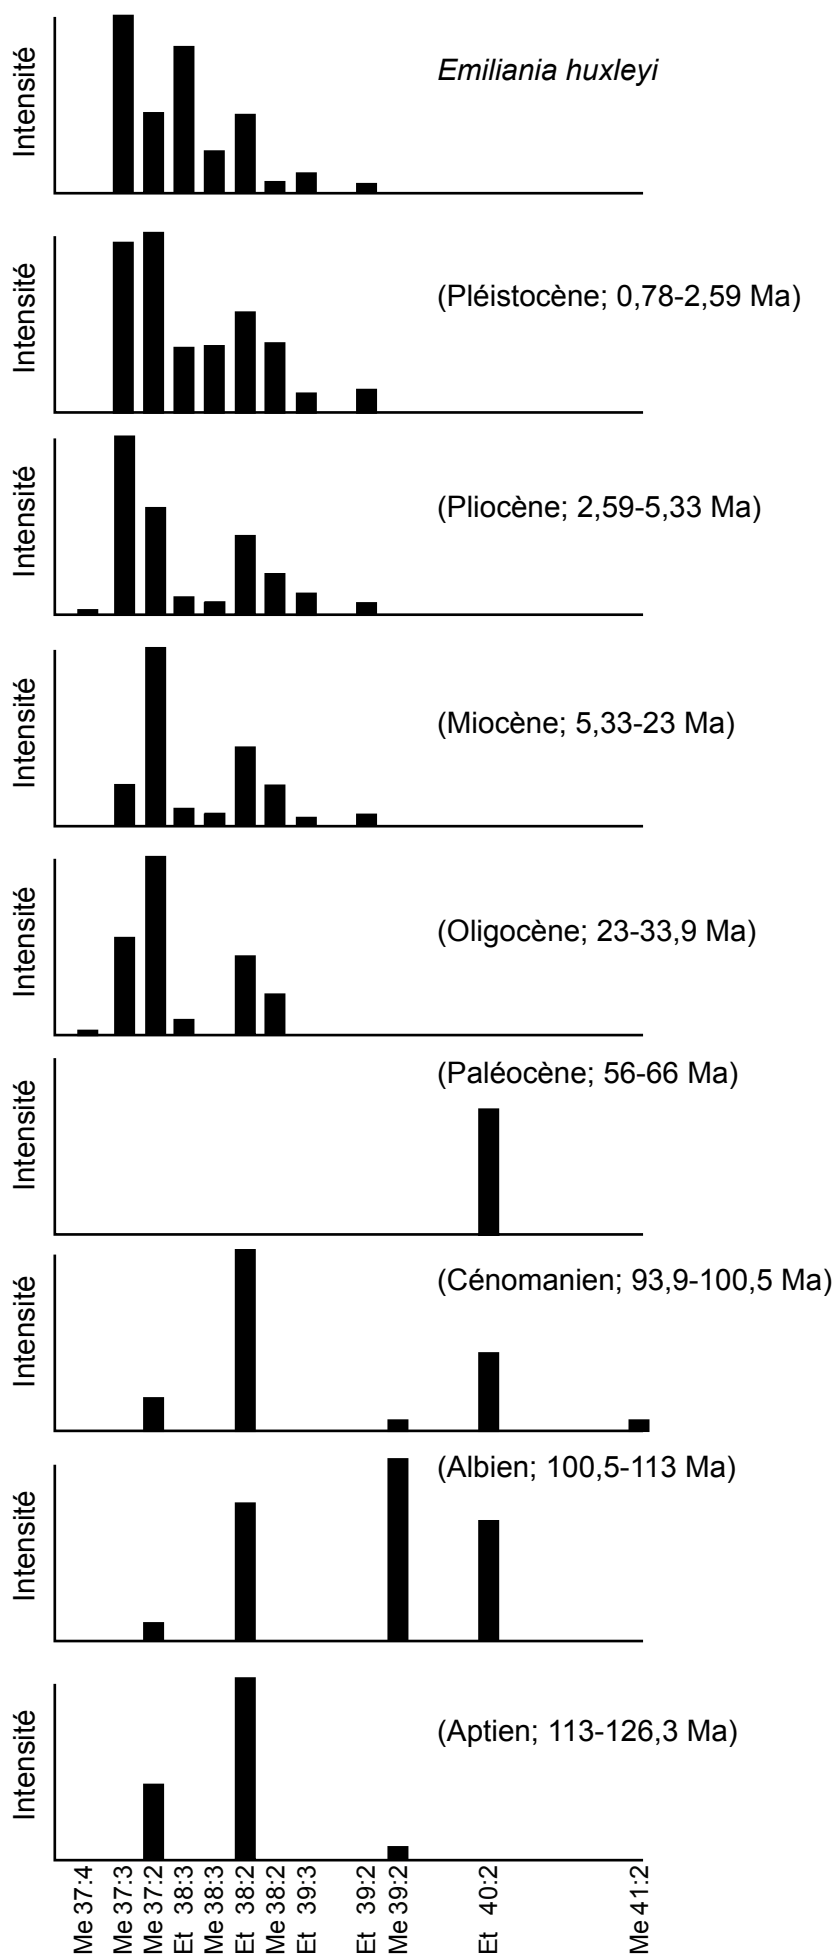 Intensité
Emiliania huxleyi
Intensité
(Pléistocène; 0,78-2,59 Ma)
Intensité
(Pliocène; 2,59-5,33 Ma)
Intensité
(Miocène; 5,33-23 Ma)
Intensité
(Oligocène; 23-33,9 Ma)
Intensité
(Paléocène; 56-66 Ma)
Intensité
(Cénomanien; 93,9-100,5 Ma)
Intensité
(Albien; 100,5-113 Ma)
Intensité
(Aptien; 113-126,3 Ma)
Me 37:4
Me 37:3
Me 37:2
Et 38:3
Me 38:3
Et 38:2
Me 38:2
Et 39:3
Et 39:2
Me 39:2
Et 40:2
Me 41:2